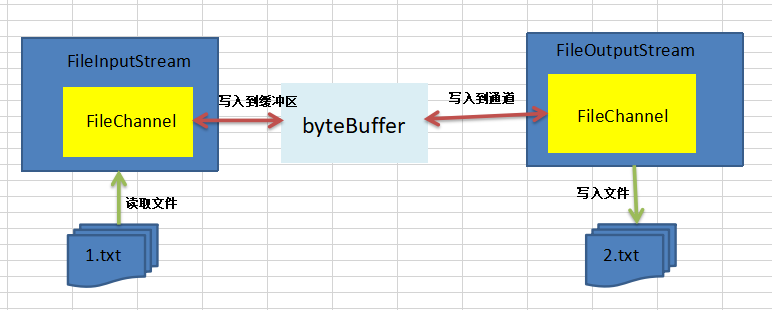 FileInputStream
FileChannel
写入到缓冲区
byteBuffer
写入到通道
FileOutputStream
FileChannel
读取文件
1.txt
写入文件
2.txt